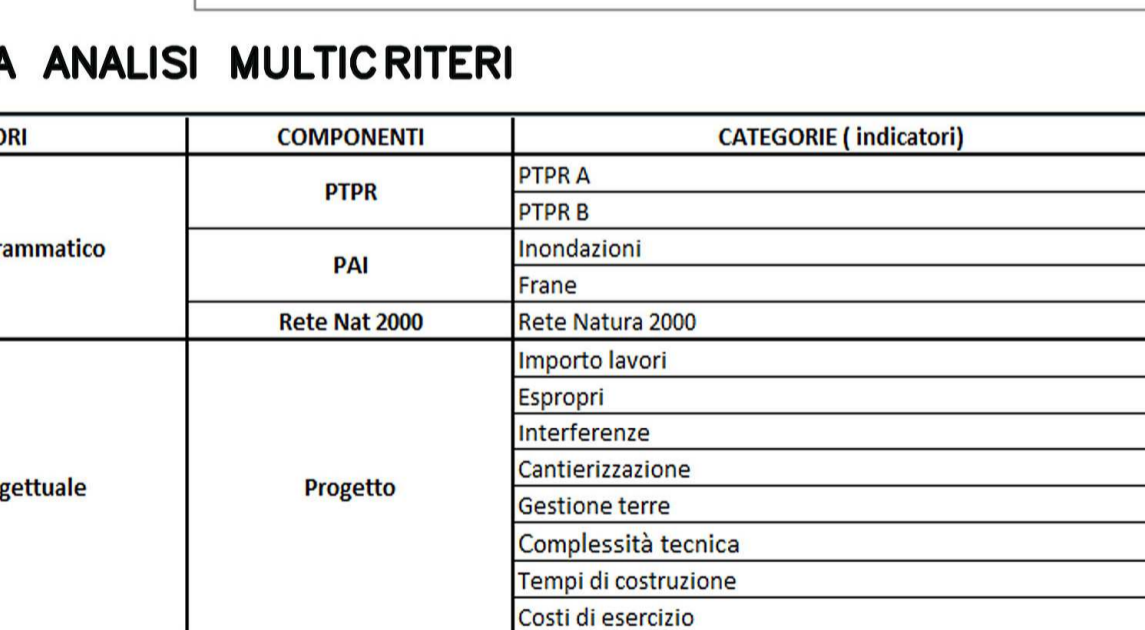 A ANALISI MULTICRITERI
ORI COMPONENTI CATEGORIE ( indicatori)
PTPR PTPR A
PTPR B
rammatico PAI Inondazioni
Frane
Rete Nat 2000 Rete Natura 2000
Importo lavori
Espropri
Interferenze
Cantierizzazione
gettuale Progetto Gestione terre
Complessità tecnica
Tempi di costruzione
Costi di esercizio